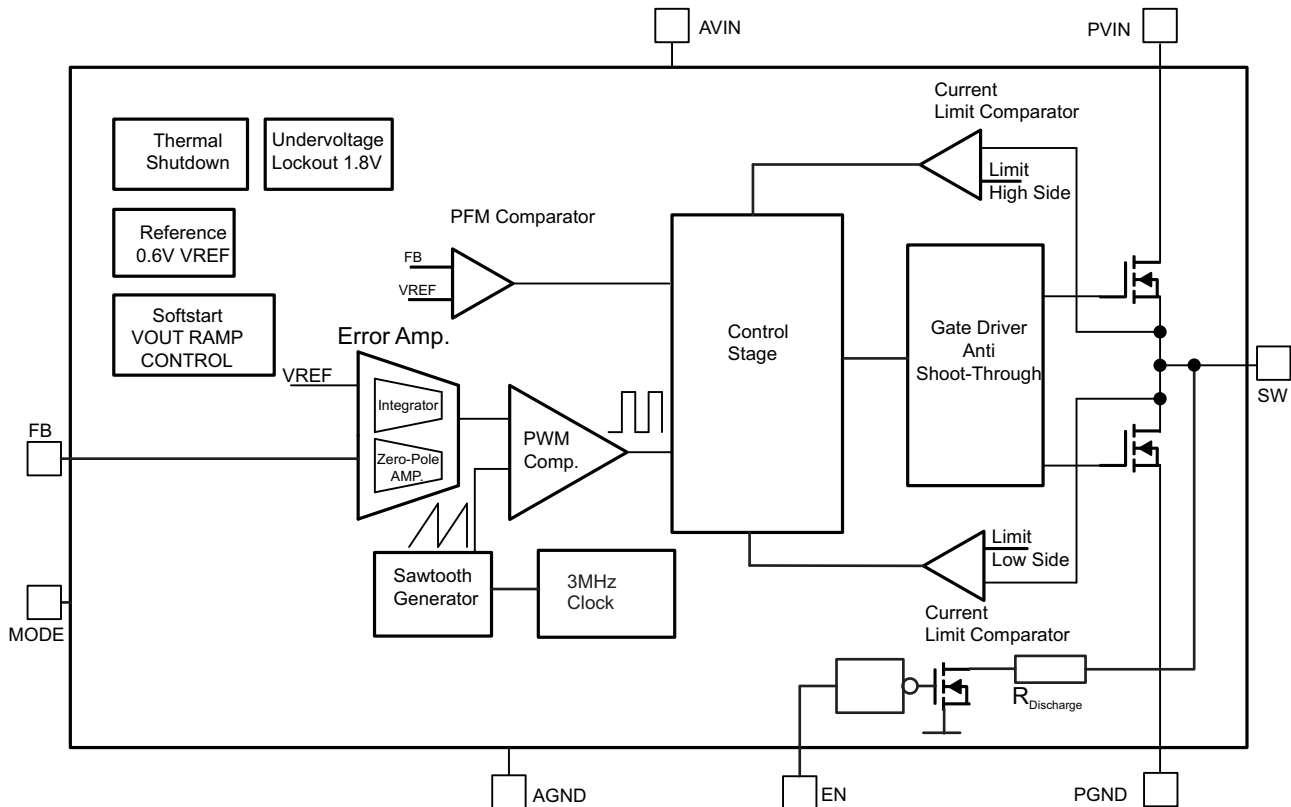 AVIN
PVIN
Current
Limit Comparator
Thermal
Shutdown
Undervoltage
Lockout 1.8V
Limit
High Side
PFM Comparator
Reference
0.6V VREF
FB
VREF
Softstart
VOUT RAMP
CONTROL
Error Amp.
Control
Stage
Gate Driver
Anti
Shoot-Through
VREF
Integrator
SW
FB
PWM
Comp.
Zero-Pole
AMP.
Limit
Low Side
Sawtooth
Generator
3MHz
Clock
Current
Limit Comparator
MODE
RDischarge
AGND
EN
PGND